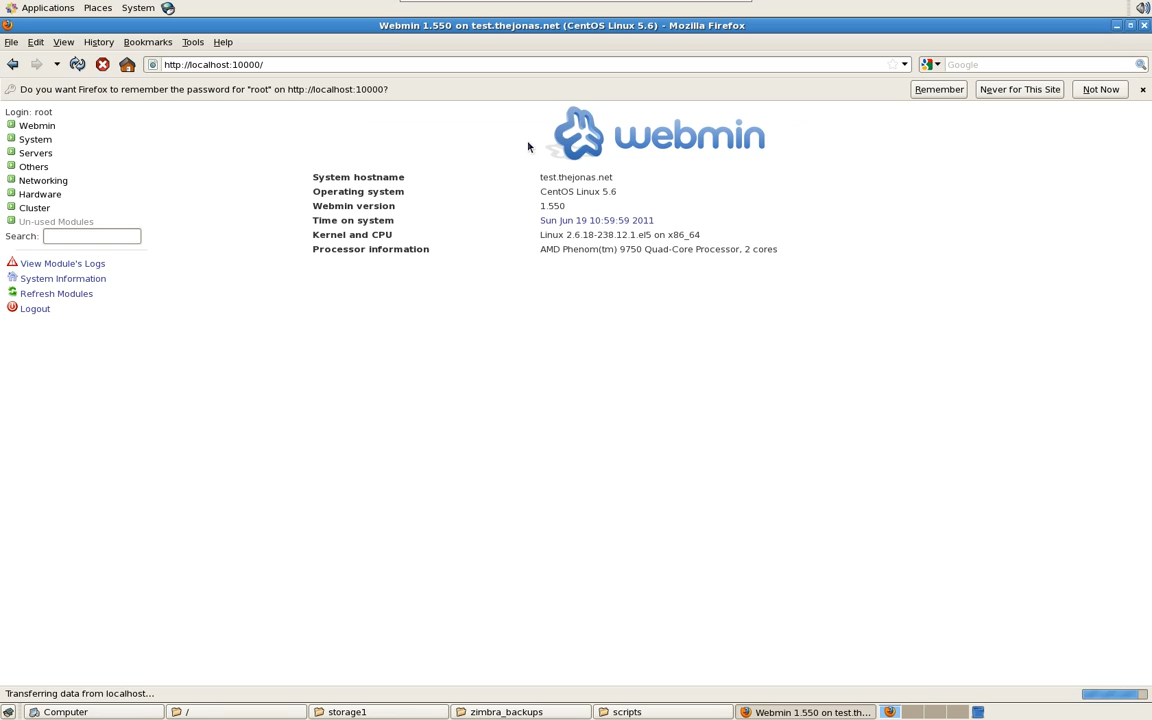 Applications Places System
Webmin 1.550 on test.thejonas.net (CentOS Linux 5.6) - Mozilla Firefox
File Edit View History Bookmarks Tools Help
http://localhost:10000/
Google
Do you want Firefox to remember the password for "root" on http://localhost:10000?
Remember Never for This Site Not Now
Login: root
Webmin
System
Servers
Others
Networking
Hardware
Cluster
Un-used Modules
Search:
View Module's Logs
System Information
Refresh Modules
Logout
webmin
System hostname test.thejonas.net
Operating system CentOS Linux 5.6
Webmin version 1.550
Time on system Sun Jun 19 10:59:59 2011
Kernel and CPU Linux 2.6.18-238.12.1.el5 on x86_64
Processor information AMD Phenom(tm) 9750 Quad-Core Processor, 2 cores
Transferring data from localhost...
Computer / storage1 zimbra_backups scripts Webmin 1.550 on test.th...